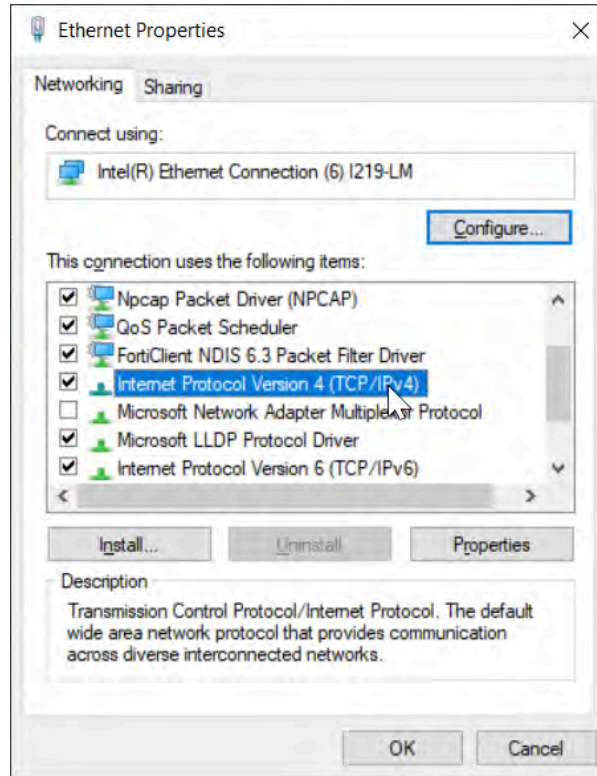 Ethernet Properties
Networking Sharing
Connect using:
Intel(R) Ethernet Connection (6) I219-LM
Configure...
This connection uses the following items:
Npcap Packet Driver (NPCAP)
QoS Packet Scheduler
FortiClient NDIS 6.3 Packet Filter Driver
Internet Protocol Version 4 (TCP/IPv4)
Microsoft Network Adapter Multiplexor Protocol
Microsoft LLDP Protocol Driver
Internet Protocol Version 6 (TCP/IPv6)
Install... Uninstall Properties
Description
Transmission Control Protocol/Internet Protocol. The default
wide area network protocol that provides communication
across diverse interconnected networks.
OK Cancel